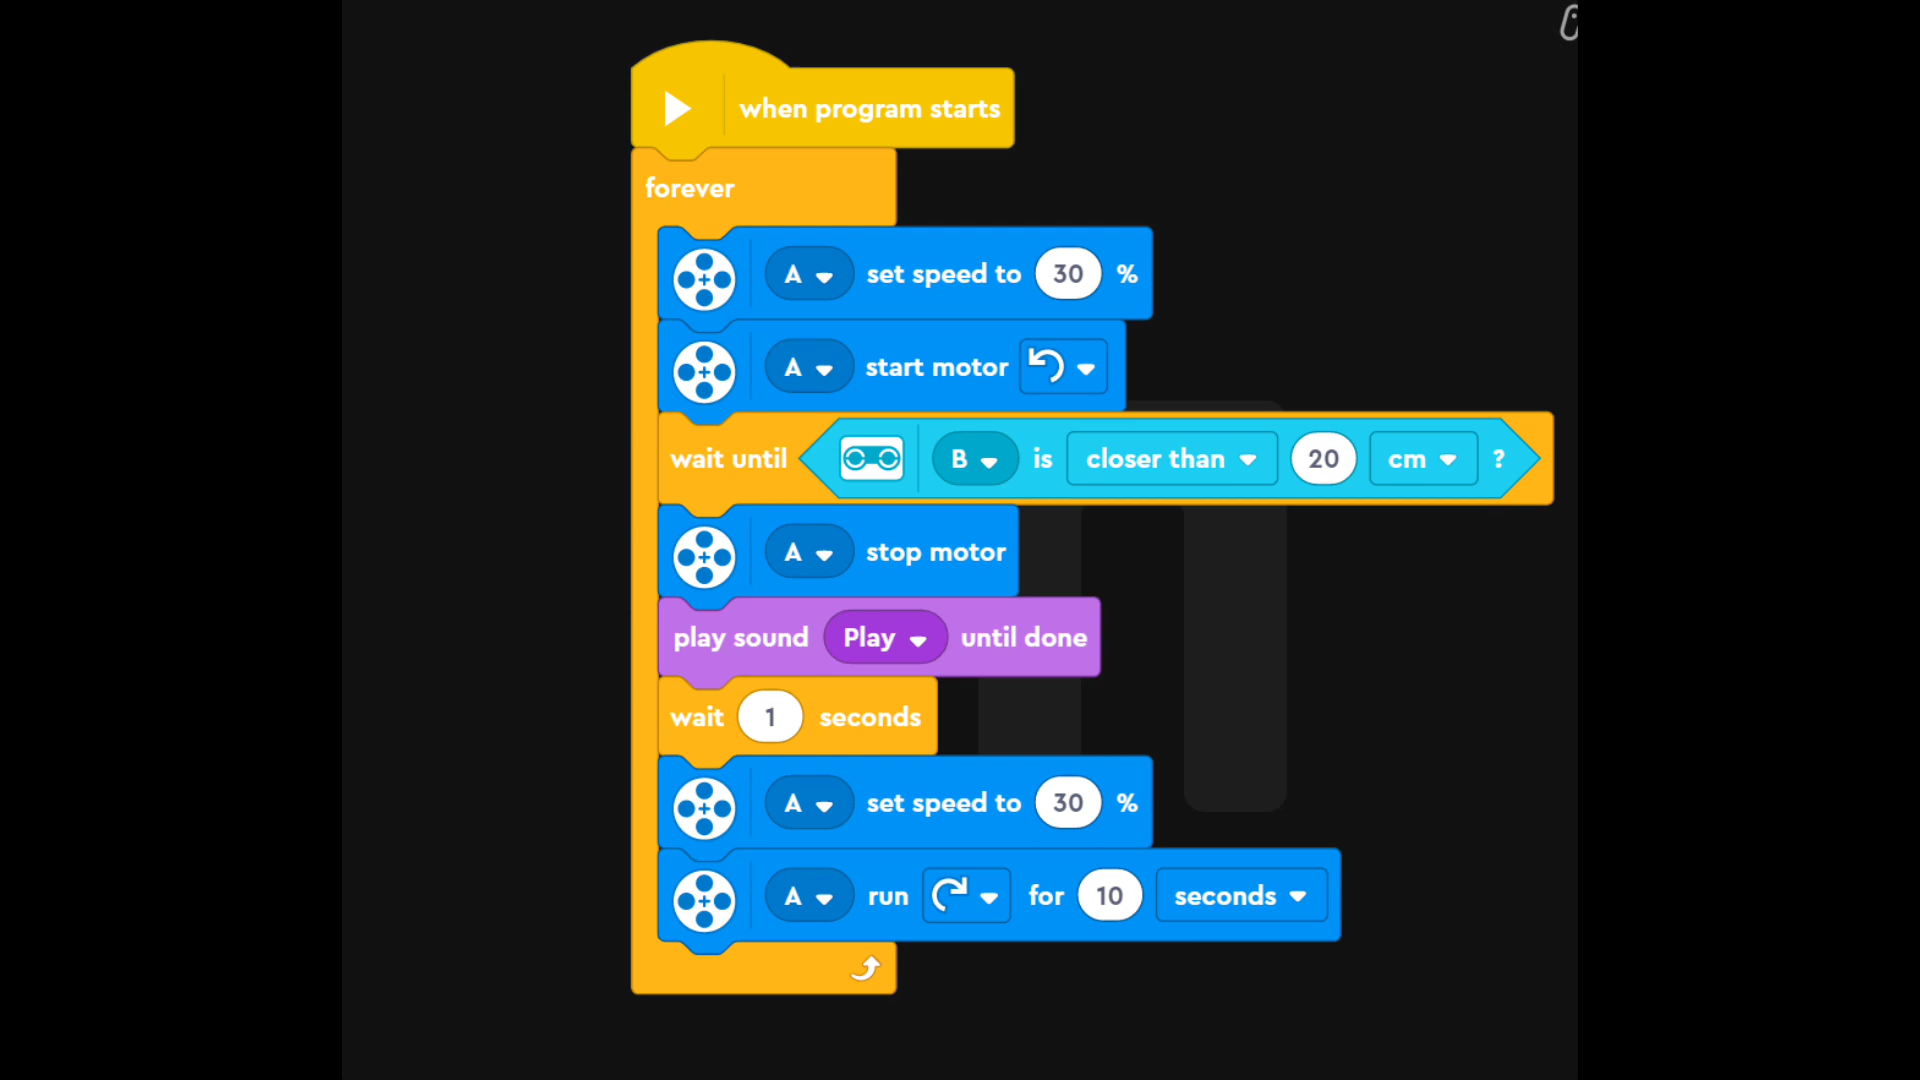 when program starts
forever
A set speed to 30 %
A start motor
wait until B is closer than 20 cm ?
A stop motor
play sound Play until done
wait 1 seconds
A set speed to 30 %
A run for 10 seconds